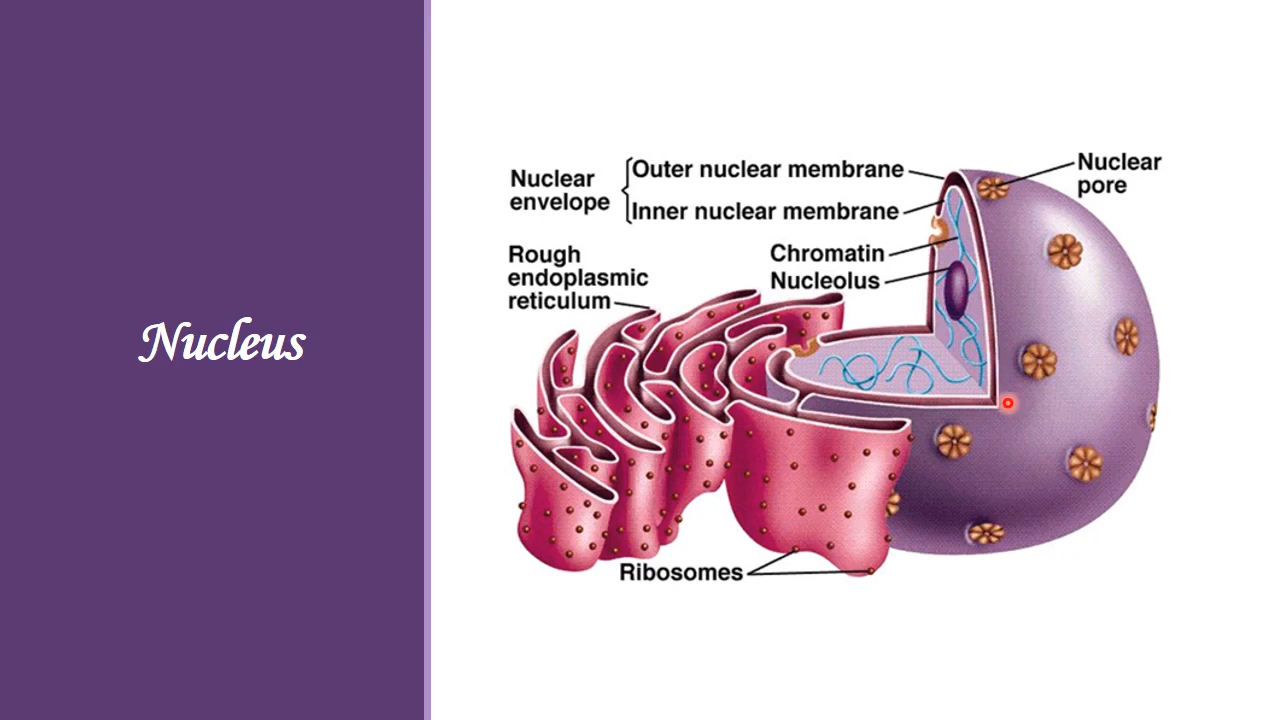 Nucleus
Nuclear
envelope
Outer nuclear membrane
Inner nuclear membrane
Nuclear
pore
Rough
endoplasmic
reticulum
Chromatin
Nucleolus
Ribosomes